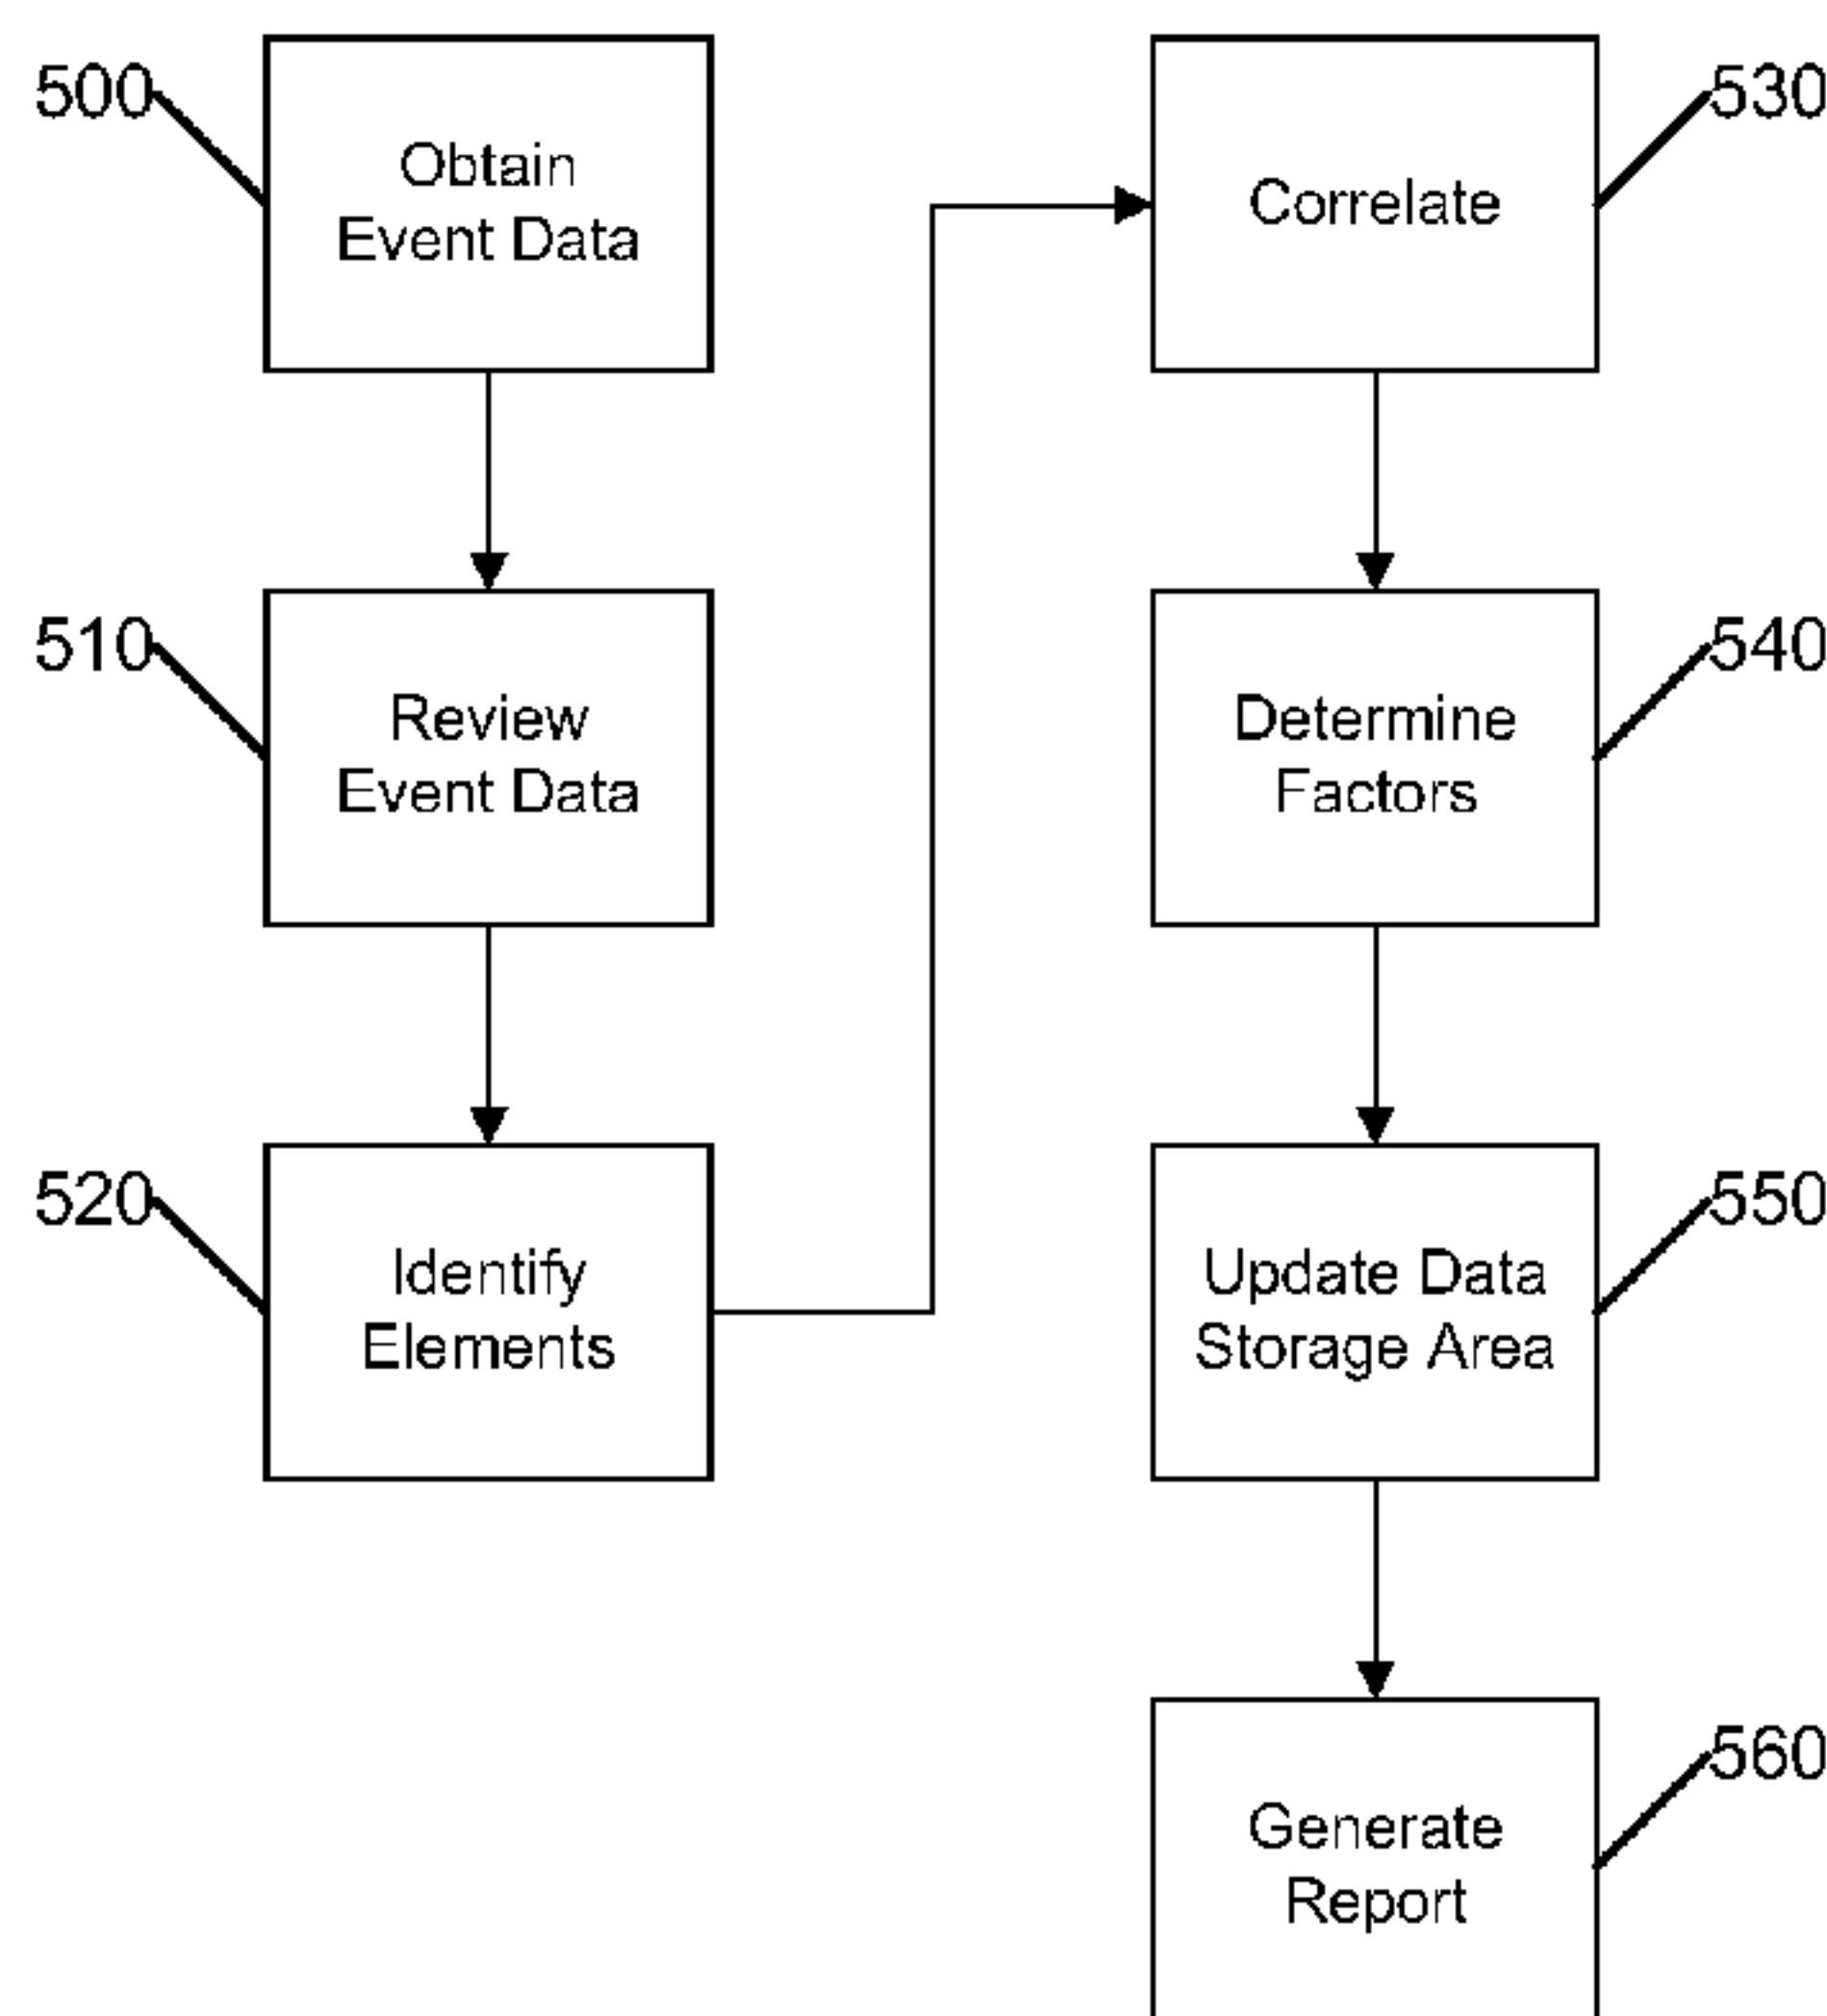 500
Obtain
Event Data
510
Review
Event Data
520
Identify
Elements
530
Correlate
540
Determine
Factors
550
Update Data
Storage Area
560
Generate
Report